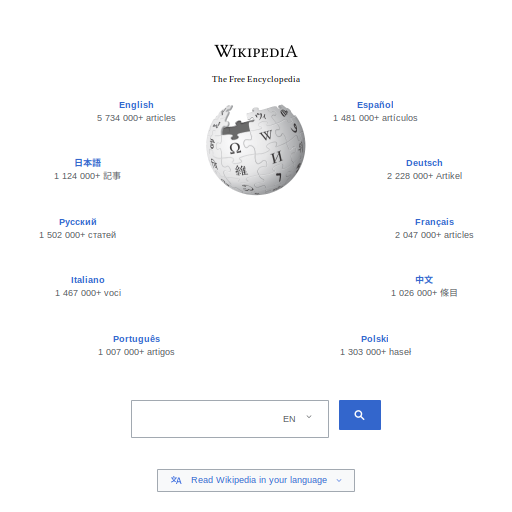 WIKIPEDIA
The Free Encyclopedia
English
5 734 000+ articles
Español
1 481 000+ artículos
日本語
1 124 000+ 記事
Deutsch
2 228 000+ Artikel
Русский
1 502 000+ статей
Français
2 047 000+ articles
Italiano
1 467 000+ voci
中文
1 026 000+ 條目
Português
1 007 000+ artigos
Polski
1 303 000+ haseł
EN
Read Wikipedia in your language